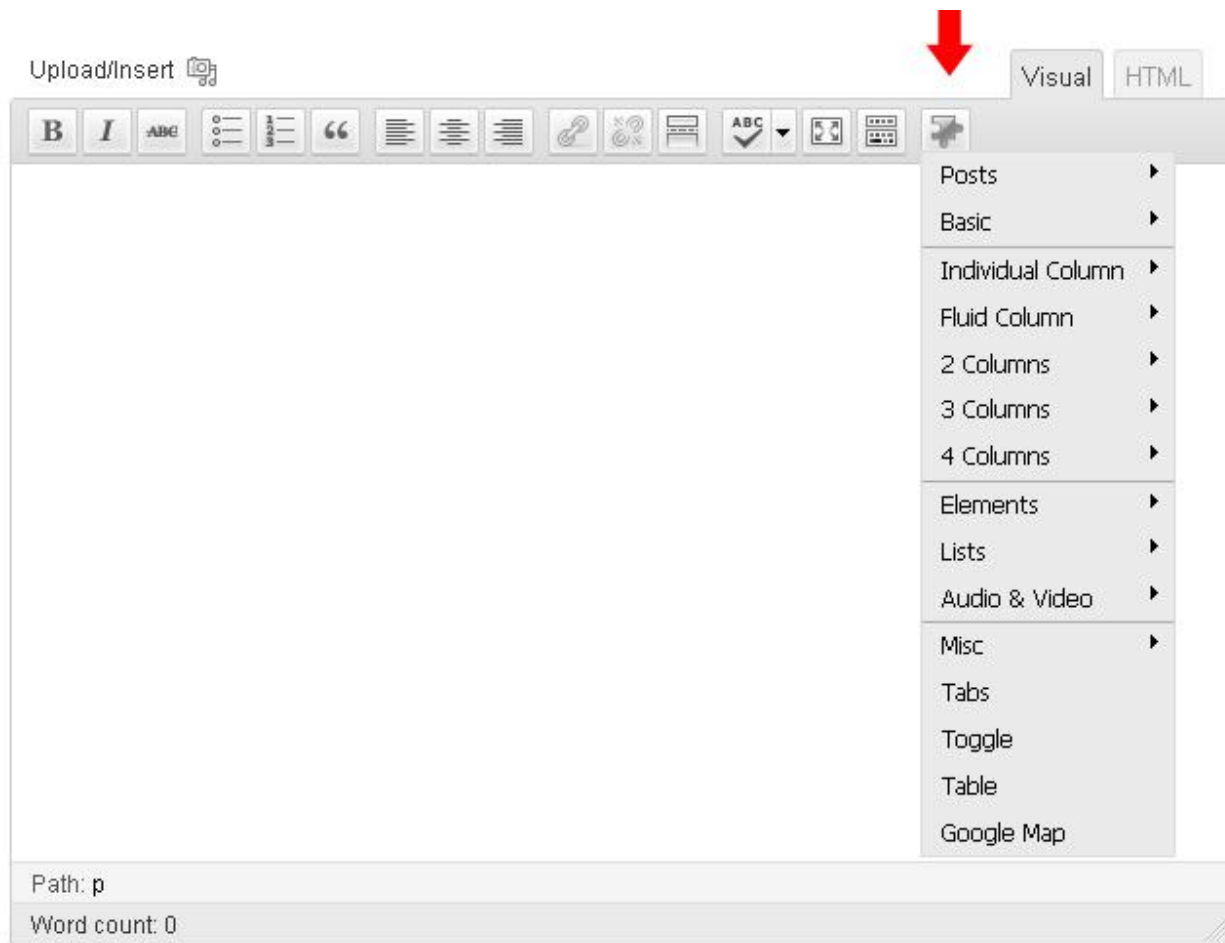 Upload/Insert
Visual HTML
B I ABC ABC
Posts
Basic
Individual Column
Fluid Column
2 Columns
3 Columns
4 Columns
Elements
Lists
Audio & Video
Misc
Tabs
Toggle
Table
Google Map
Path: p
Word count: 0